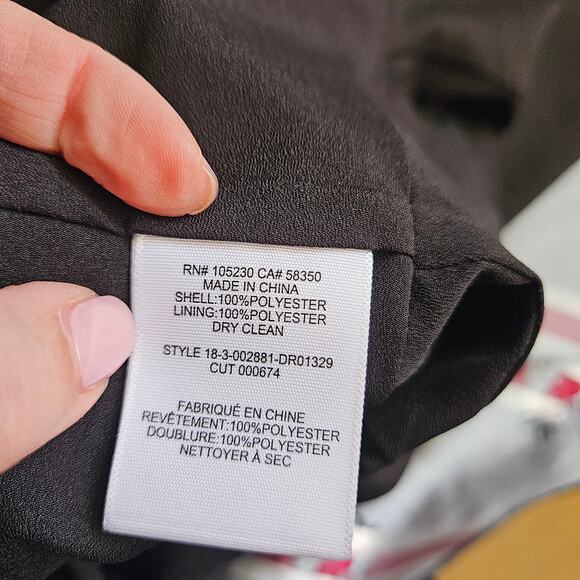 RN# 105230 CA# 58350
MADE IN CHINA
SHELL:100%POLYESTER
LINING:100%POLYESTER
DRY CLEAN
STYLE 18-3-002881-DR01329
CUT 000674
FABRIQUÉ EN CHINE
REVÊTEMENT:100%POLYESTER
DOUBLURE:100%POLYESTER
NETTOYER À SEC